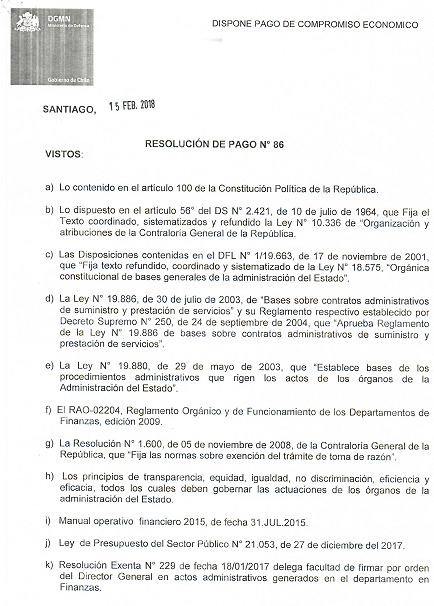 DGMN
Ministerio de Defensa
Gobierno de Chile
DISPONE PAGO DE COMPROMISO ECONOMICO
SANTIAGO, 15 FEB. 2018
RESOLUCIÓN DE PAGO N° 86
VISTOS:
a) Lo contenido en el artículo 100 de la Constitución Política de la República.
b) Lo dispuesto en el artículo 56° del DS N° 2.421, de 10 de julio de 1964, que Fija el
Texto coordinado, sistematizados y refundido la Ley N° 10.336 de "Organización y
atribuciones de la Contraloría General de la República.
c) Las Disposiciones contenidas en el DFL N° 1/19.663, de 17 de noviembre de 2001,
que "Fija texto refundido, coordinado y sistematizado de la Ley N° 18.575, "Orgánica
constitucional de bases generales de la administración del Estado".
d) La Ley N° 19.886, de 30 de julio de 2003, de "Bases sobre contratos administrativos
de suministro y prestación de servicios" y su Reglamento respectivo establecido por
Decreto Supremo N° 250, de 24 de septiembre de 2004, que "Aprueba Reglamento
de la Ley N° 19.886 de bases sobre contratos administrativos de suministro y
prestación de servicios".
e) La Ley N° 19.880, de 29 de mayo de 2003, que "Establece bases de los
procedimientos administrativos que rigen los actos de los órganos de la
Administración del Estado".
f) El RAO-02204, Reglamento Orgánico y de Funcionamiento de los Departamentos de
Finanzas, edición 2009.
g) La Resolución N° 1.600, de 05 de noviembre de 2008, de la Contraloría General de la
República, que "Fija las normas sobre exención del trámite de toma de razón".
h) Los principios de transparencia, equidad, igualdad, no discriminación, eficiencia y
eficacia, todos los cuales deben gobernar las actuaciones de los órganos de la
administración del Estado.
i) Manual operativo financiero 2015, de fecha 31.JUL.2015.
j) Ley de Presupuesto del Sector Público N° 21.053, de 27 de diciembre del 2017.
k) Resolución Exenta N° 229 de fecha 18/01/2017 delega facultad de firmar por orden
del Director General en actos administrativos generados en el departamento en
Finanzas.